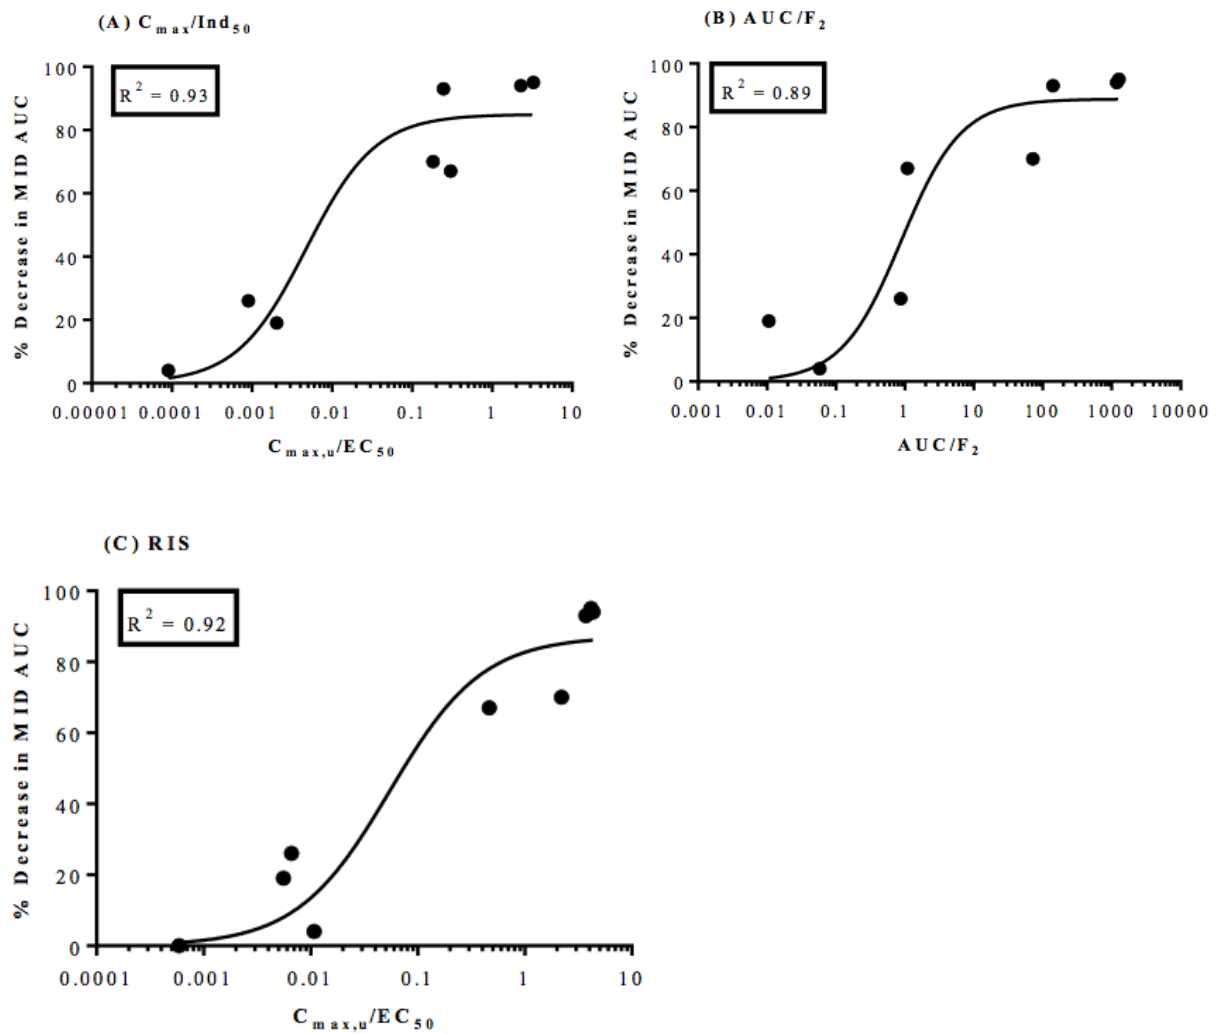 (A) Cmax/Ind50
R2 = 0.93
% Decrease in MID AUC
100
80
60
40
20
0
0.00001 0.0001 0.001 0.01 0.1 1 10
Cmax,u/EC50
(B) AUC/F2
R2 = 0.89
% Decrease in MID AUC
100
80
60
40
20
0
0.001 0.01 0.1 1 10 100 1000 10000
AUC/F2
(C) RIS
R2 = 0.92
% Decrease in MID AUC
100
80
60
40
20
0
0.0001 0.001 0.01 0.1 1 10
Cmax,u/EC50